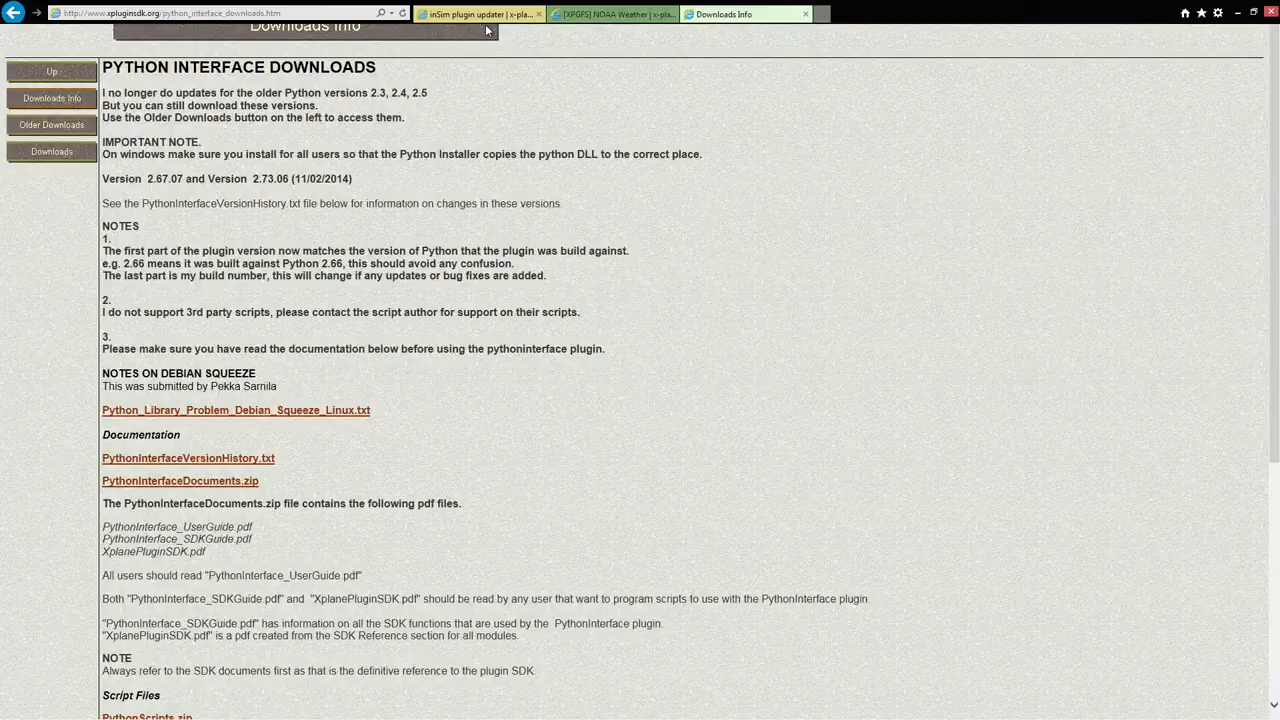 http://www.xpluginsdk.org/python_interface_downloads.htm
inSim plugin updater | x-pla...
[XPGFS] NOAA Weather | x-pla...
Downloads Info
Downloads Info
Up
Downloads Info
Older Downloads
Downloads
PYTHON INTERFACE DOWNLOADS
I no longer do updates for the older Python versions 2.3, 2.4, 2.5
But you can still download these versions.
Use the Older Downloads button on the left to access them.
IMPORTANT NOTE.
On windows make sure you install for all users so that the Python Installer copies the python DLL to the correct place.
Version 2.67.07 and Version 2.73.06 (11/02/2014)
See the PythonInterfaceVersionHistory.txt file below for information on changes in these versions.
NOTES
1.
The first part of the plugin version now matches the version of Python that the plugin was build against.
e.g. 2.66 means it was built against Python 2.66, this should avoid any confusion.
The last part is my build number, this will change if any updates or bug fixes are added.
2.
I do not support 3rd party scripts, please contact the script author for support on their scripts.
3.
Please make sure you have read the documentation below before using the pythoninterface plugin.
NOTES ON DEBIAN SQUEEZE
This was submitted by Pekka Sarnila
Python_Library_Problem_Debian_Squeeze_Linux.txt
Documentation
PythonInterfaceVersionHistory.txt
PythonInterfaceDocuments.zip
The PythonInterfaceDocuments.zip file contains the following pdf files.
PythonInterface_UserGuide.pdf
PythonInterface_SDKGuide.pdf
XplanePluginSDK.pdf
All users should read "PythonInterface_UserGuide.pdf"
Both "PythonInterface_SDKGuide.pdf" and "XplanePluginSDK.pdf" should be read by any user that want to program scripts to use with the PythonInterface plugin.
"PythonInterface_SDKGuide.pdf" has information on all the SDK functions that are used by the PythonInterface plugin.
"XplanePluginSDK.pdf" is a pdf created from the SDK Reference section for all modules.
NOTE
Always refer to the SDK documents first as that is the definitive reference to the plugin SDK.
Script Files
PythonScripts.zip